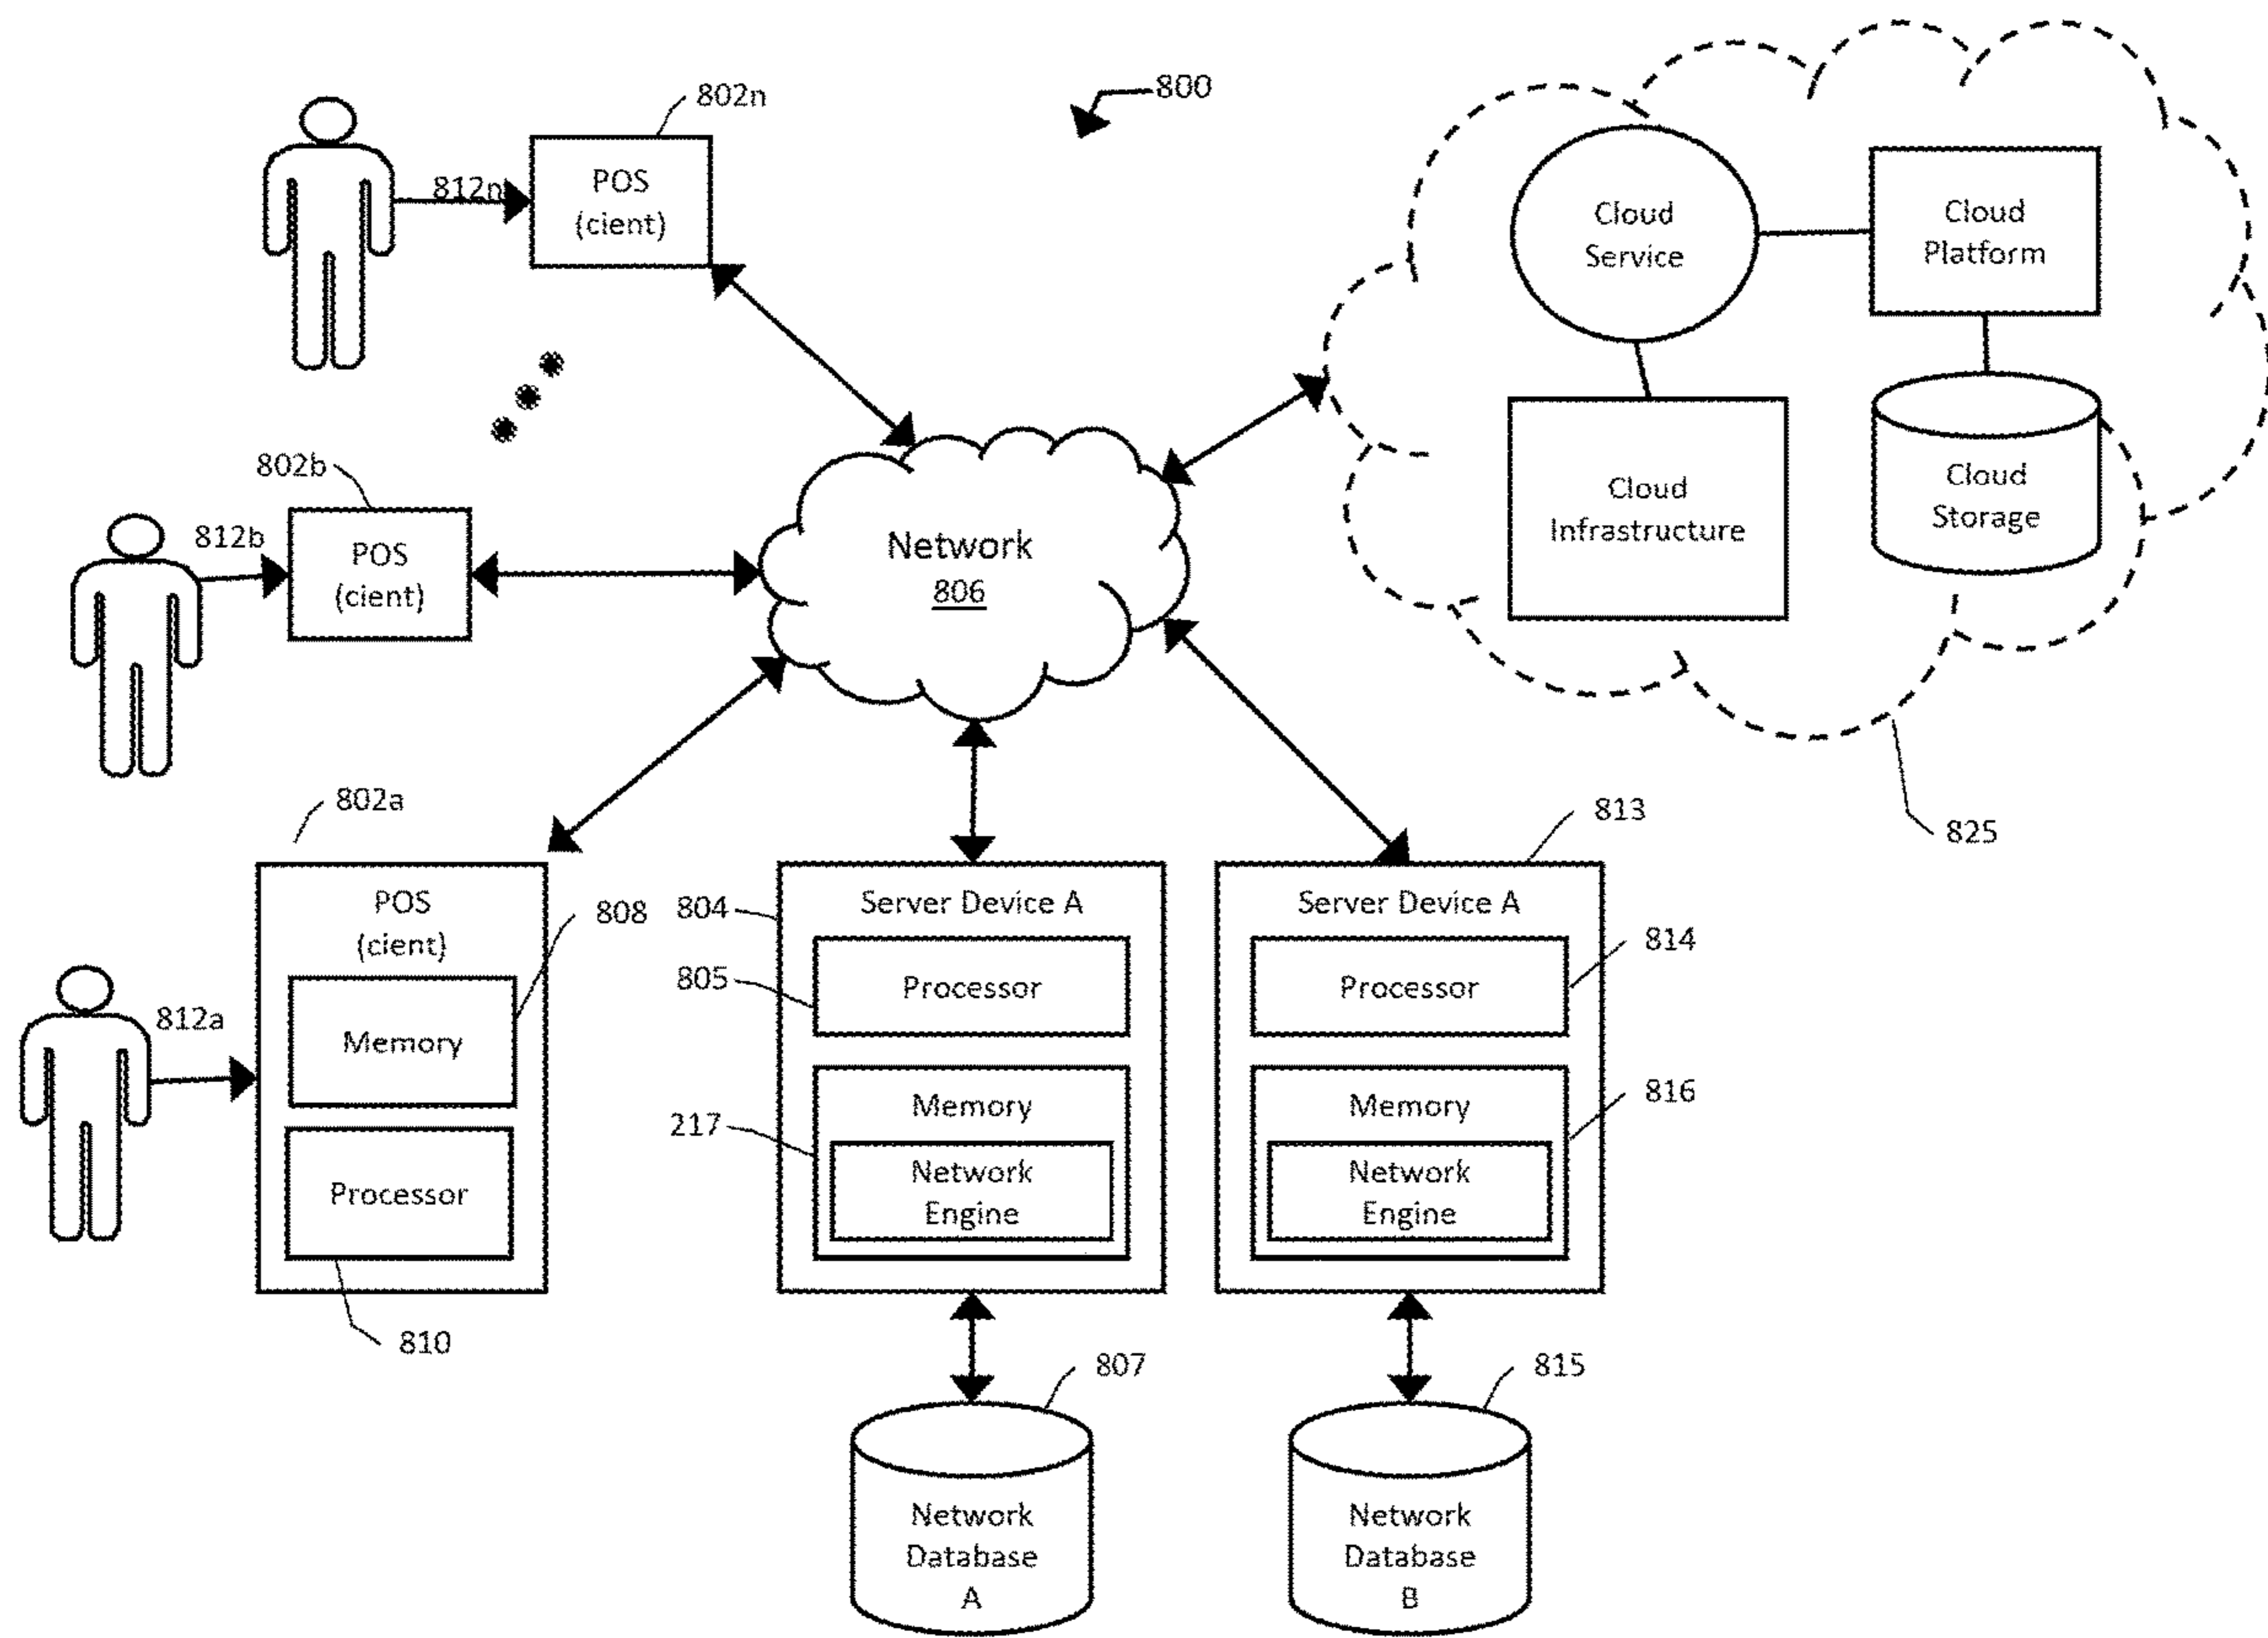 800
802n
812n
POS
(cient)
Cloud
Service
Cloud
Platform
Cloud
Infrastructure
Cloud
Storage
825
802b
812b
POS
(cient)
Network
806
802a
812a
POS
(cient)
808
Memory
Processor
810
804
Server Device A
805
Processor
217
Memory
Network
Engine
807
Network
Database
A
813
Server Device A
814
Processor
816
Memory
Network
Engine
815
Network
Database
B